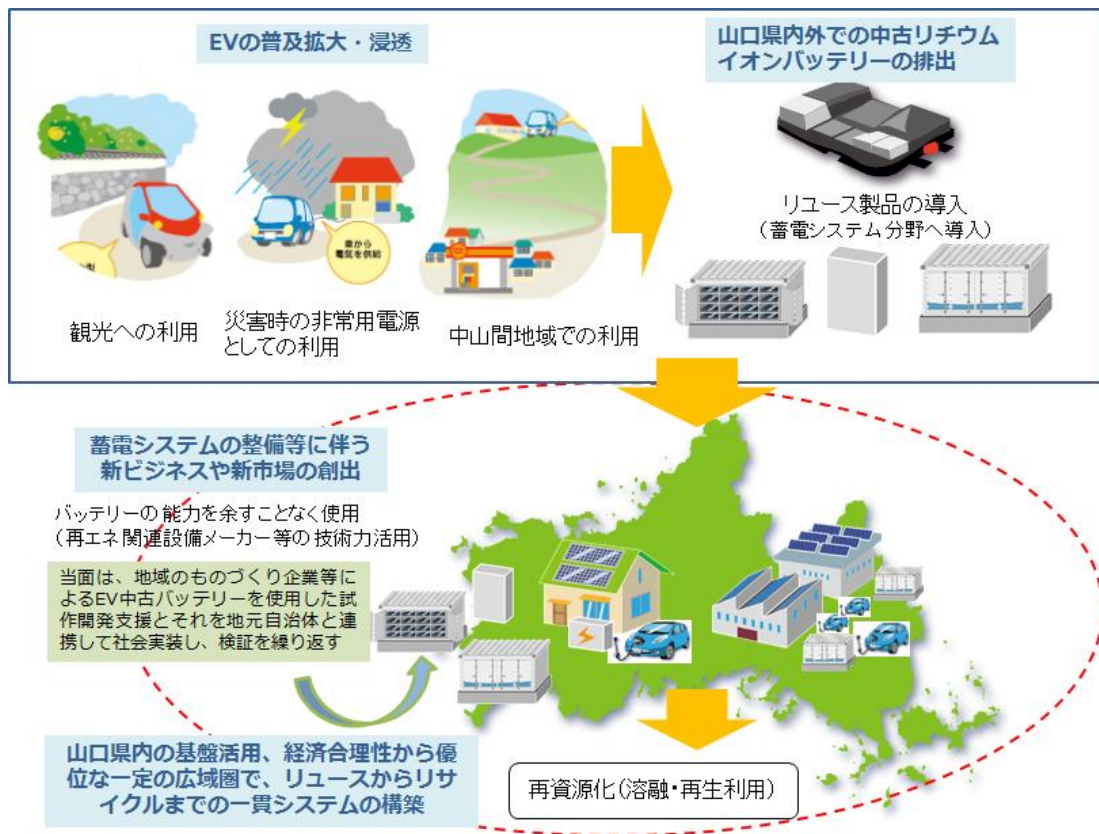 EVの普及拡大・浸透
山口県内外での中古リチウム
イオンバッテリーの排出
型
車から
電気を供給
観光への利用
災害時の非常用電源
としての利用
中山間地域での利用
リユース製品の導入
(蓄電システム分野へ導入)
蓄電システムの整備等に伴う
新ビジネスや新市場の創出
バッテリーの能力を余すことなく使用
(再エネ関連設備メーカー等の技術力活用)
当面は、地域のものづくり企業等
によるEV中古バッテリーを使用した試
作開発支援とそれを地元自治体と連
携して社会実装し、検証を繰り返す
山口県内の基盤活用、経済合理性から優
位な一定の広域圏で、リユースからリサ
イクルまでの一貫システムの構築
再資源化(溶融・再生利用)